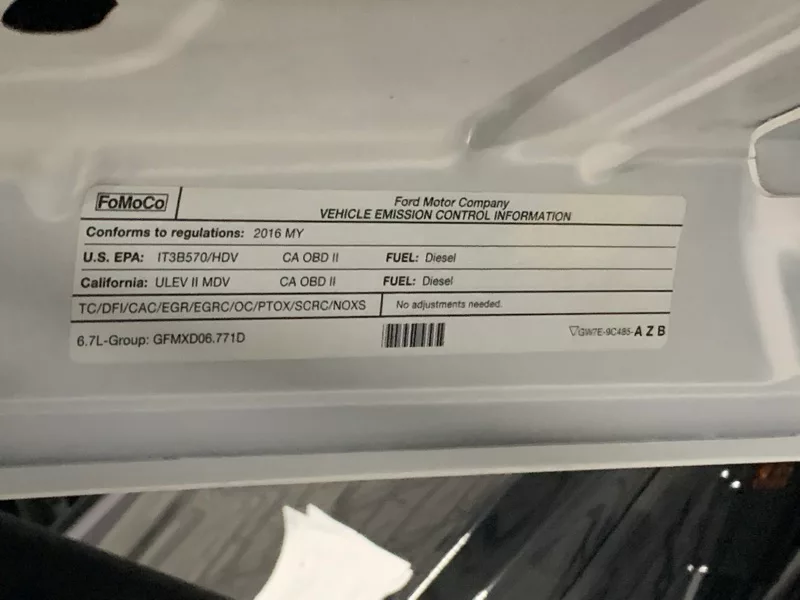 FoMoCo
Ford Motor Company
VEHICLE EMISSION CONTROL INFORMATION
Conforms to regulations: 2016 MY
U.S. EPA: IT3B570/HDV CA OBD II FUEL: Diesel
California: ULEV II MDV CA OBD II FUEL: Diesel
TC/DFI/CAC/EGR/EGRC/OC/PTOX/SCRC/NOXS No adjustments needed.
6.7L-Group: GFMXD06.771D GW7E-9C485-A Z B